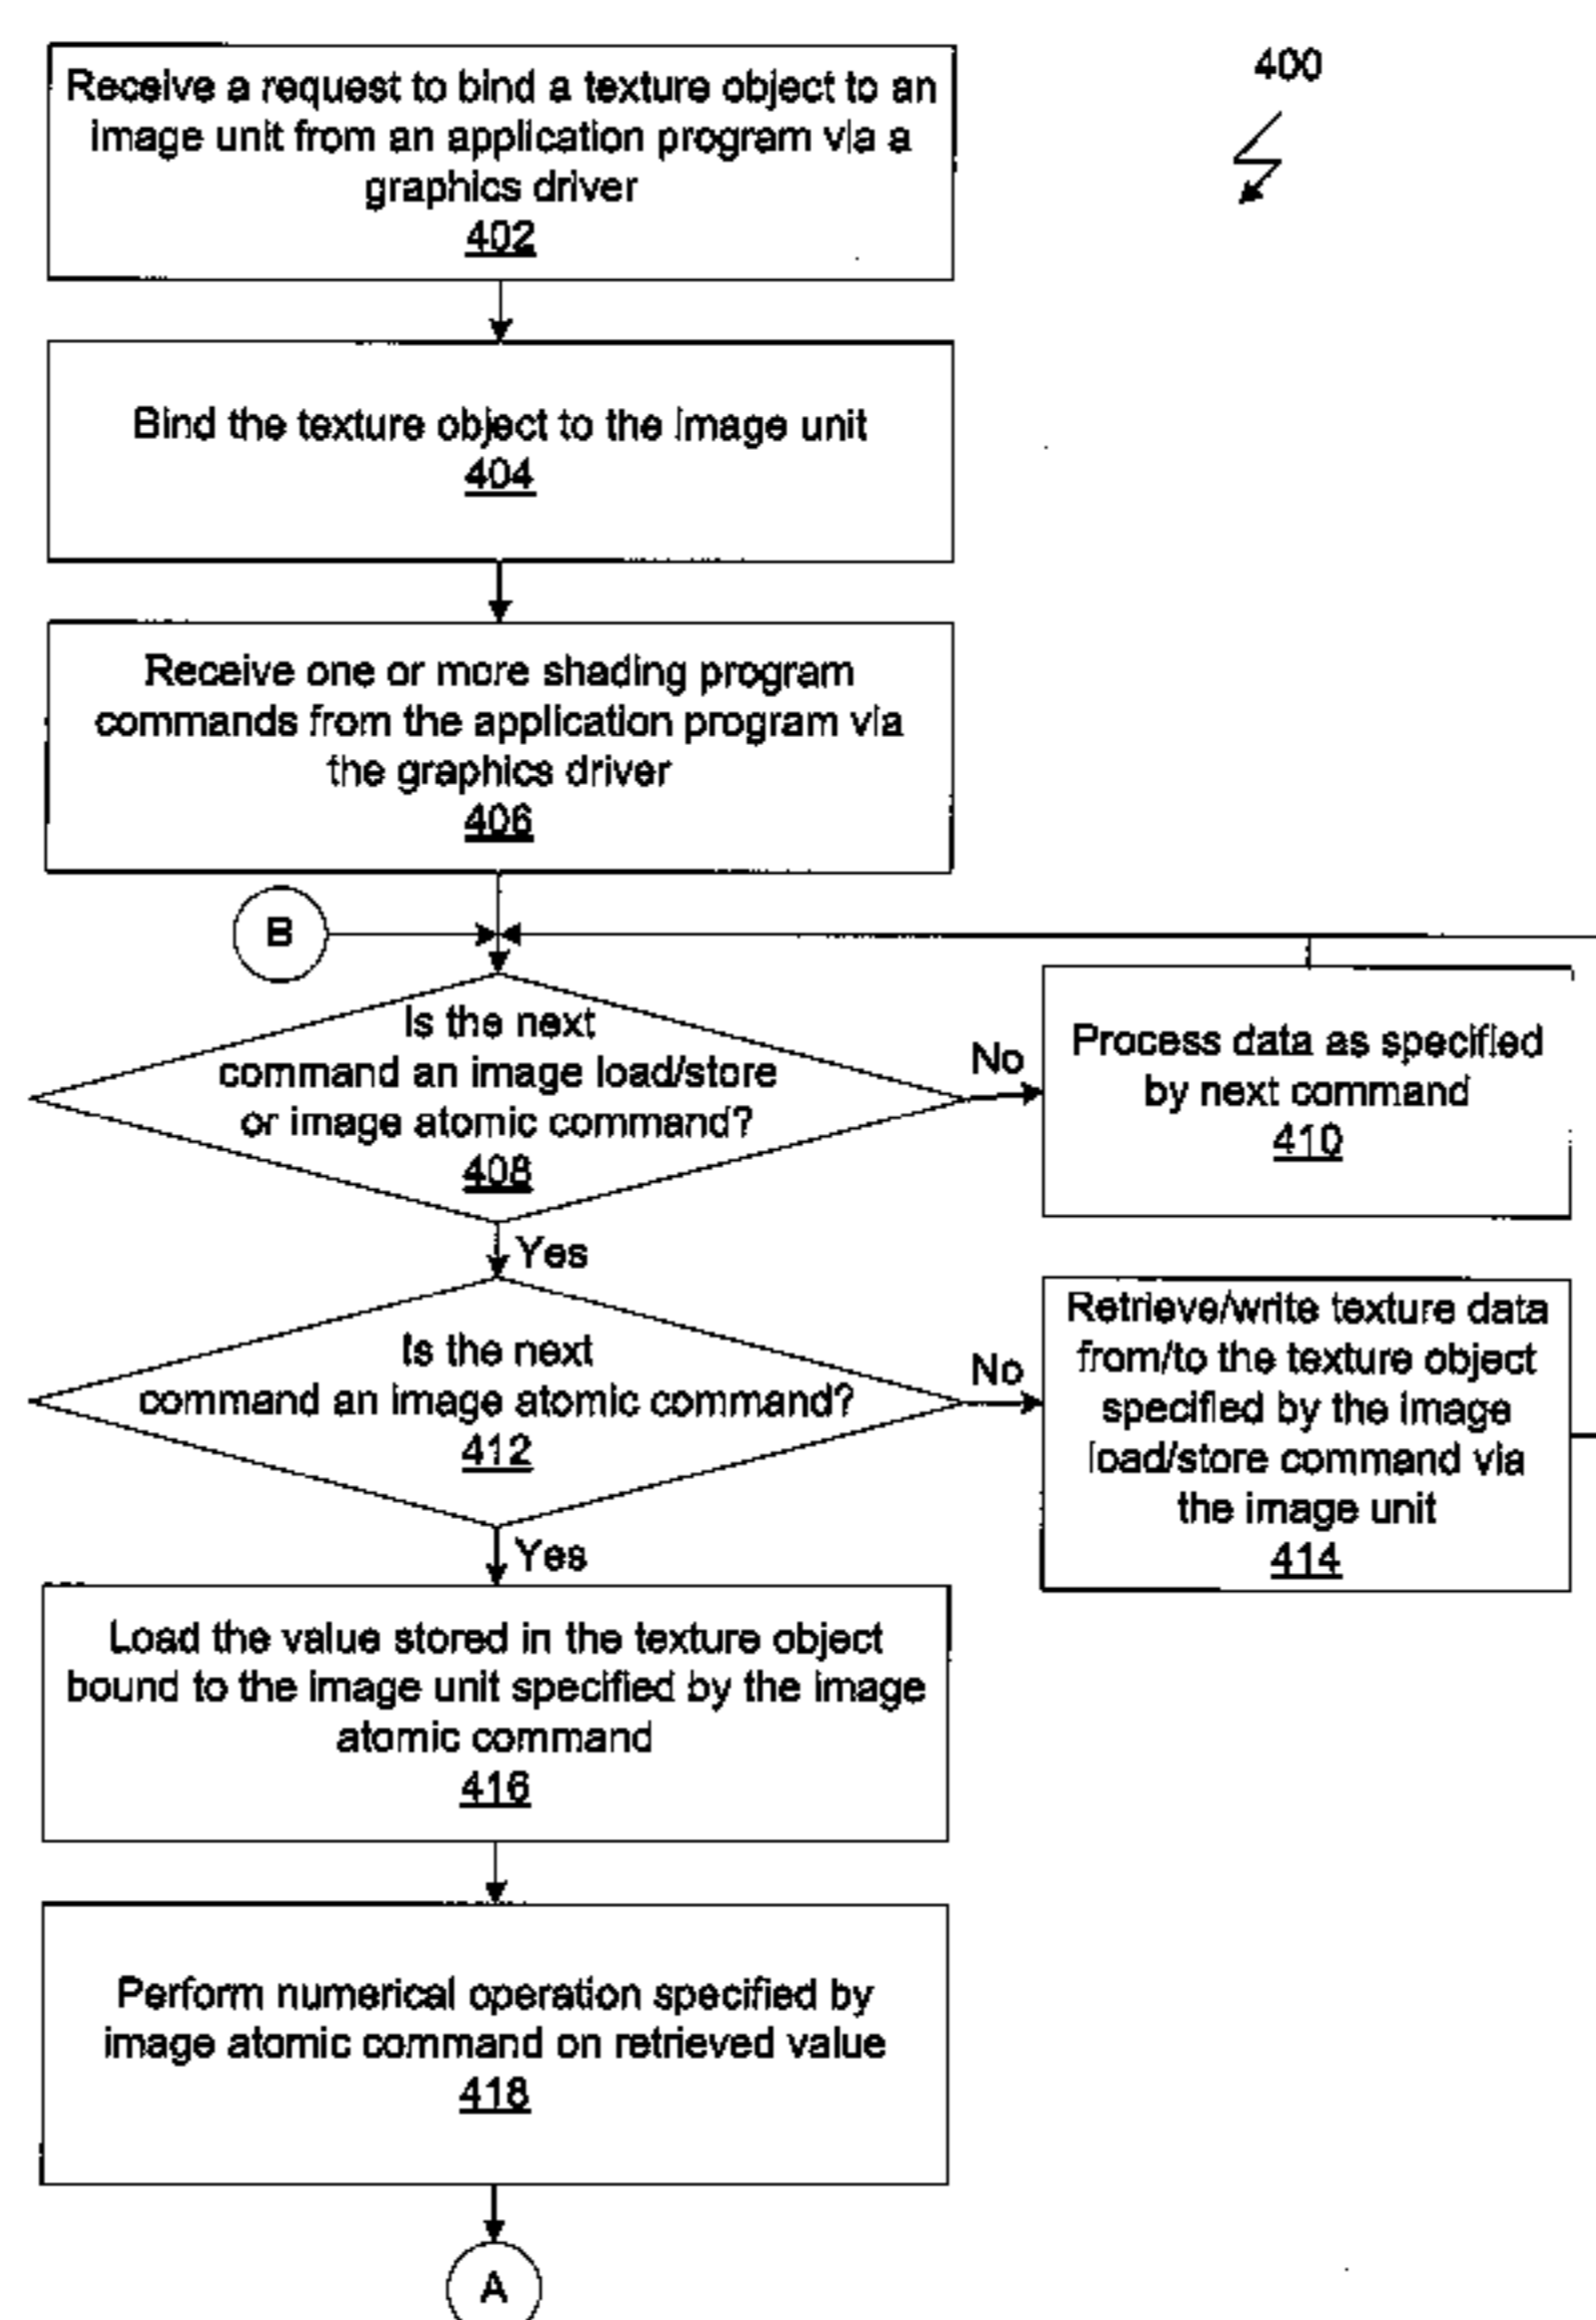 400
Receive a request to bind a texture object to an
image unit from an application program via a
graphics driver
402
Bind the texture object to the image unit
404
Receive one or more shading program
commands from the application program via
the graphics driver
406
B
Is the next
command an image load/store
or image atomic command?
408
No
Process data as specified
by next command
410
Yes
Is the next
command an image atomic command?
412
No
Retrieve/write texture data
from/to the texture object
specified by the image
load/store command via
the image unit
414
Yes
Load the value stored in the texture object
bound to the image unit specified by the image
atomic command
416
Perform numerical operation specified by
image atomic command on retrieved value
418
A